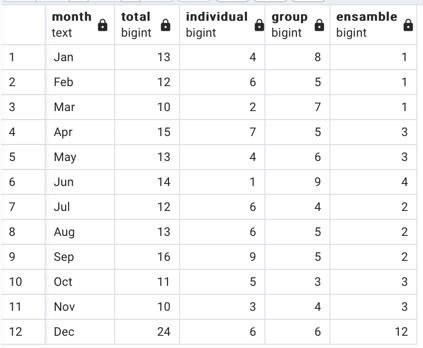 month total individual group ensamble
text bigint bigint bigint bigint
1 Jan 13 4 8 1
2 Feb 12 6 5 1
3 Mar 10 2 7 1
4 Apr 15 7 5 3
5 May 13 4 6 3
6 Jun 14 1 9 4
7 Jul 12 6 4 2
8 Aug 13 6 5 2
9 Sep 16 9 5 2
10 Oct 11 5 3 3
11 Nov 10 3 4 3
12 Dec 24 6 6 12